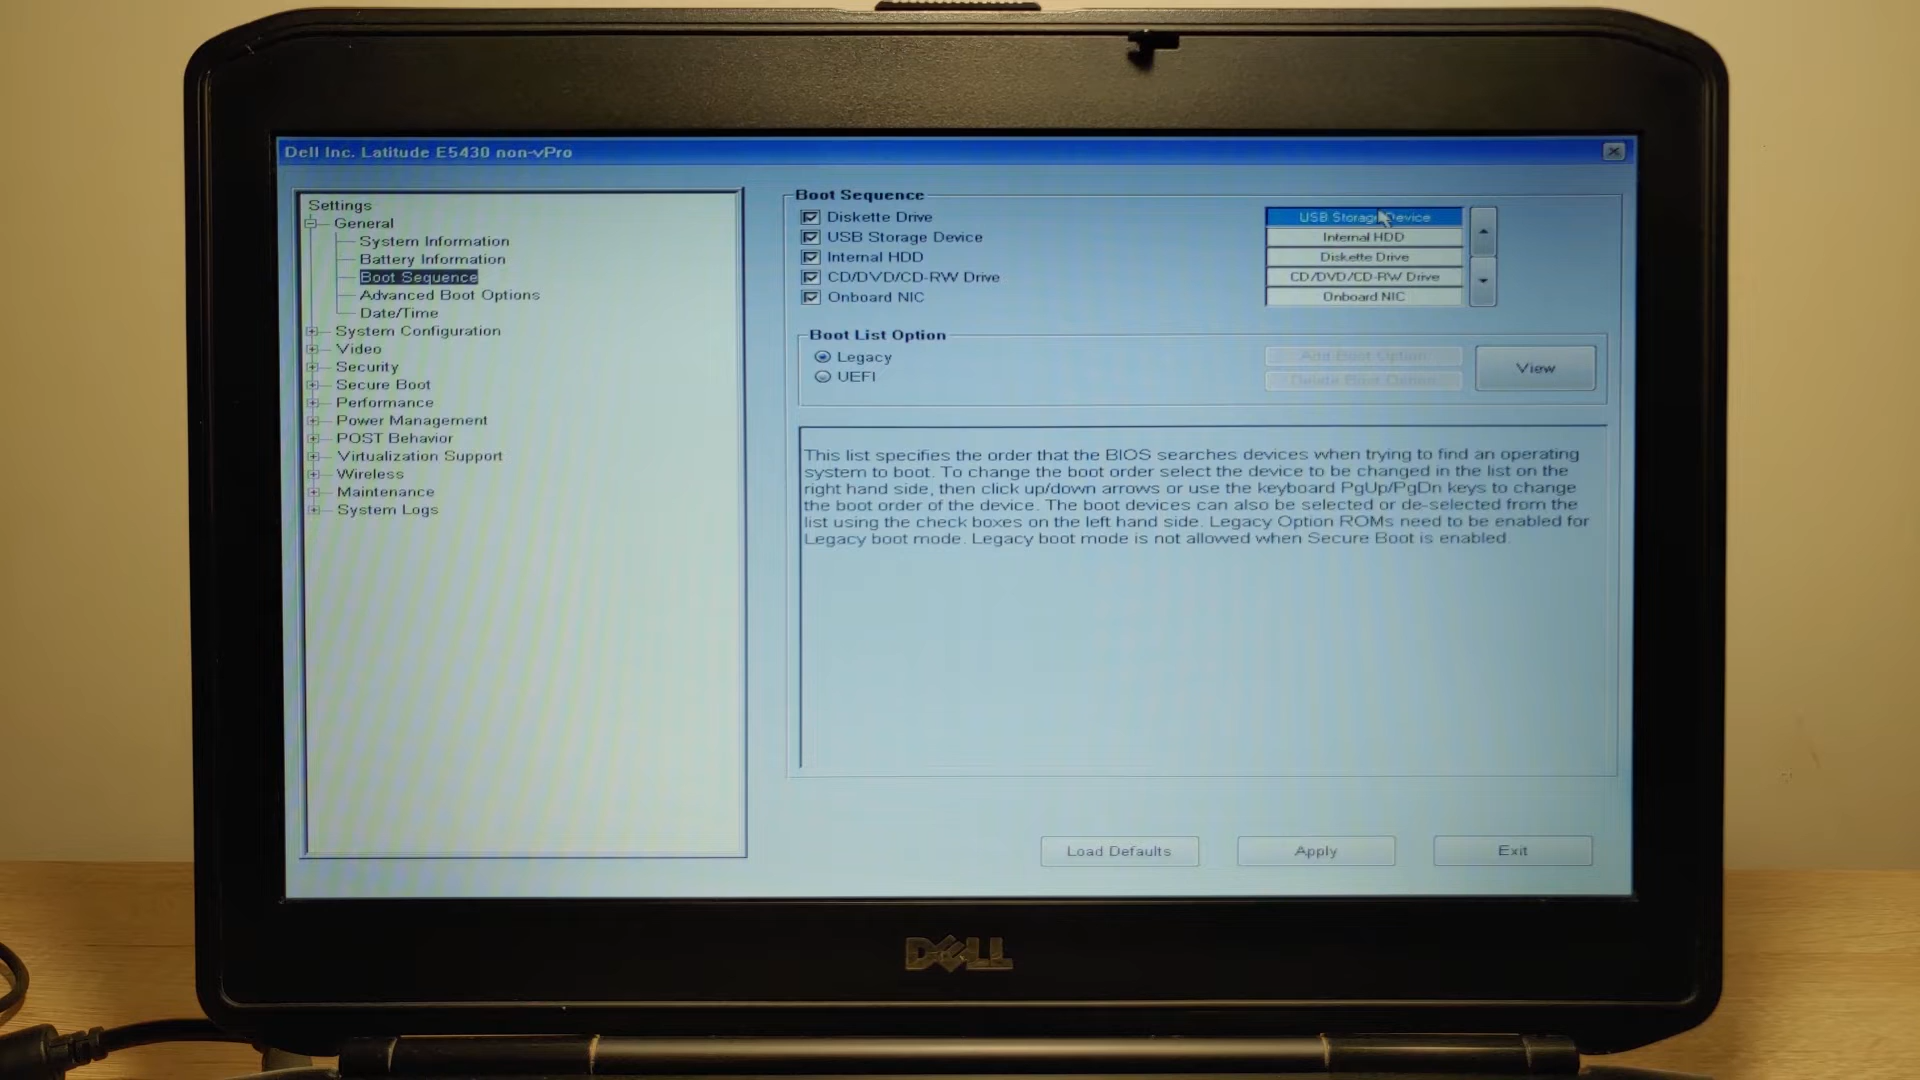 Dell Inc. Latitude E5430 non-vPro
Settings
General
System Information
Battery Information
Boot Sequence
Advanced Boot Options
Date/Time
System Configuration
Video
Security
Secure Boot
Performance
Power Management
POST Behavior
Virtualization Support
Wireless
Maintenance
System Logs
Boot Sequence
Diskette Drive
USB Storage Device
Internal HDD
CD/DVD/CD-RW Drive
Onboard NIC
USB Storage Device
Internal HDD
Diskette Drive
CD/DVD/CD-RW Drive
Onboard NIC
Boot List Option
Legacy
UEFI
Add Boot Option
Delete Boot Option
View
This list specifies the order that the BIOS searches devices when trying to find an operating
system to boot. To change the boot order select the device to be changed in the list on the
right hand side, then click up/down arrows or use the keyboard PgUp/PgDn keys to change
the boot order of the device. The boot devices can also be selected or de-selected from the
list using the check boxes on the left hand side. Legacy Option ROMs need to be enabled for
Legacy boot mode. Legacy boot mode is not allowed when Secure Boot is enabled.
Load Defaults
Apply
Exit
DELL